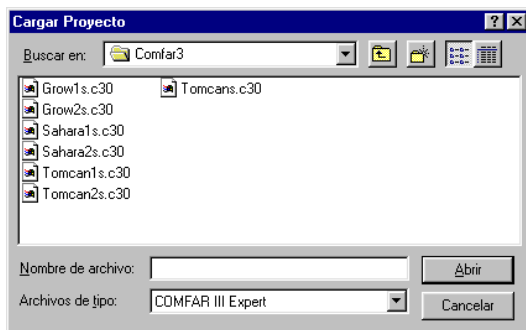 Cargar Proyecto
Buscar en: Comfar3
Grow1s.c30 Tomcans.c30
Grow2s.c30
Sahara1s.c30
Sahara2s.c30
Tomcan1s.c30
Tomcan2s.c30
Nombre de archivo: Abrir
Archivos de tipo: COMFAR III Expert Cancelar